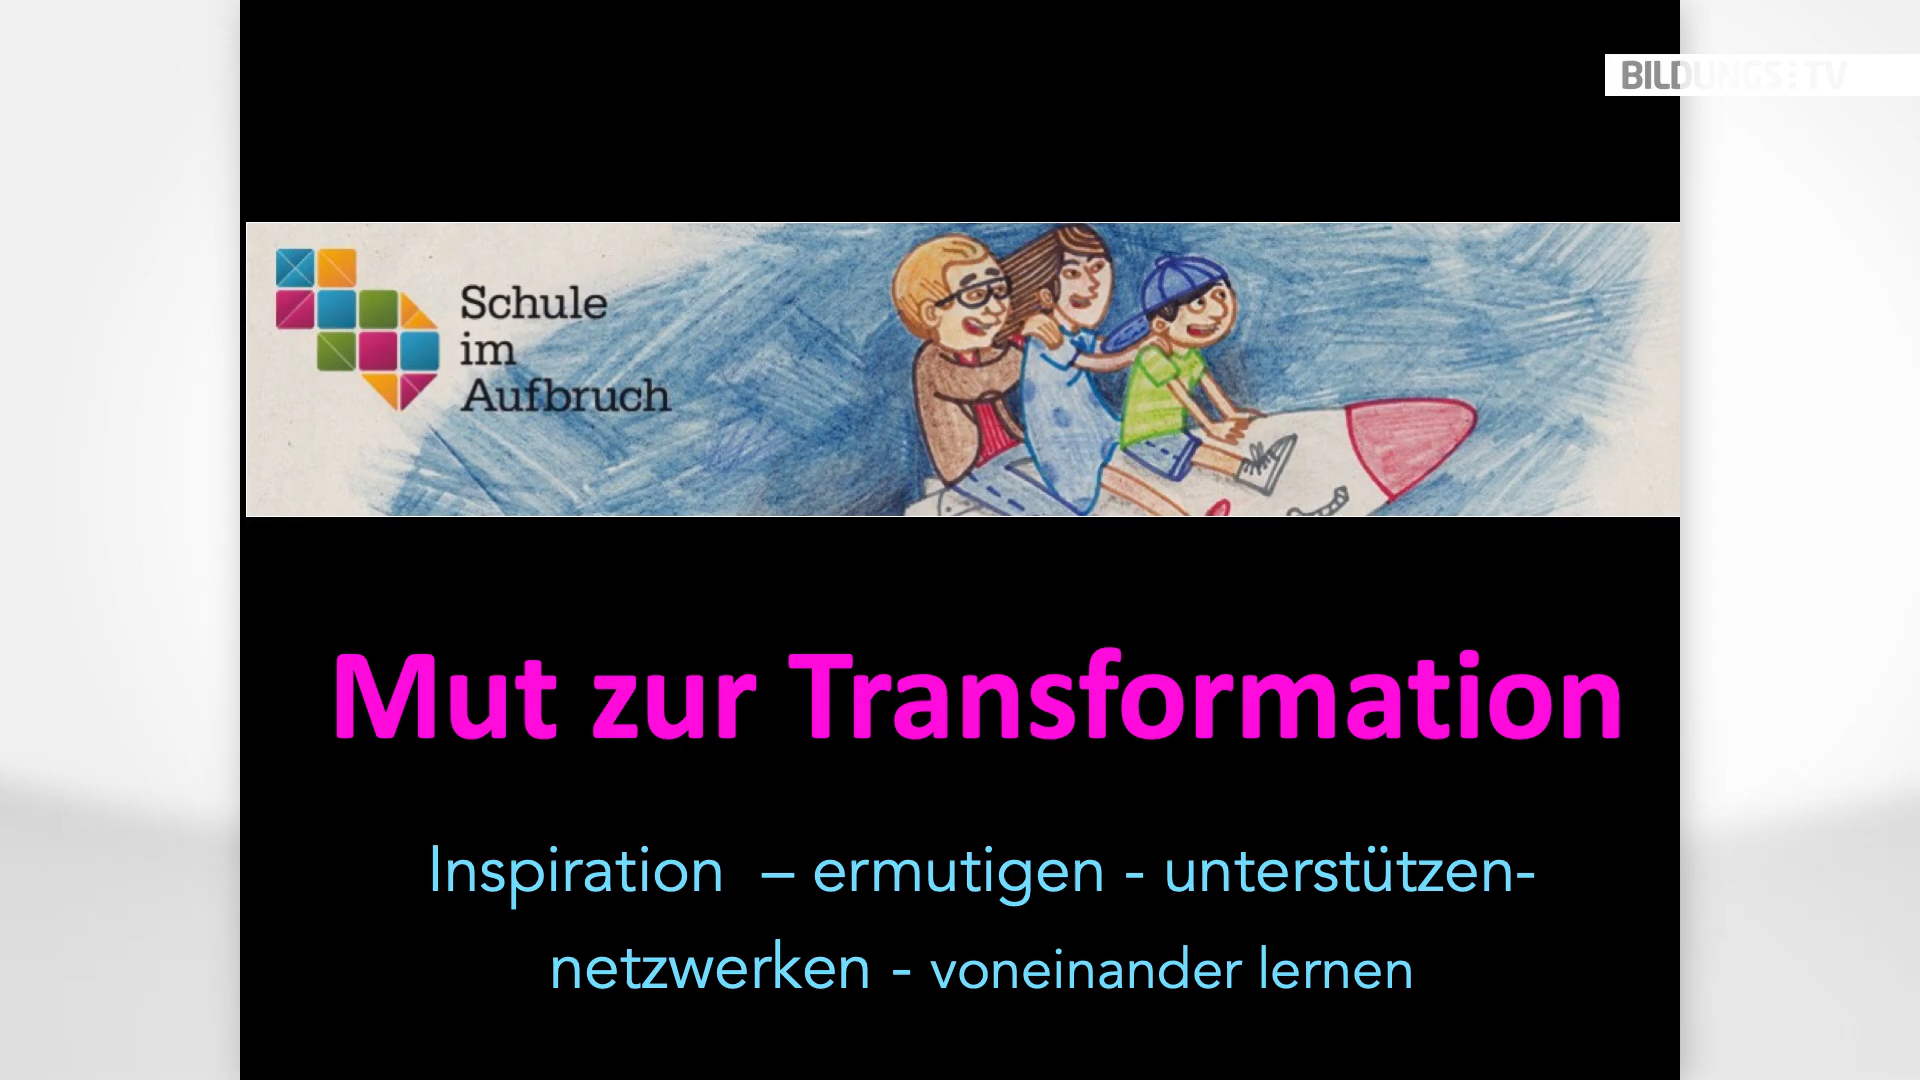 BILDUNGS TV
Schule
im
Aufbruch
Mut zur Transformation
Inspiration – ermutigen - unterstützen-
netzwerken - voneinander lernen